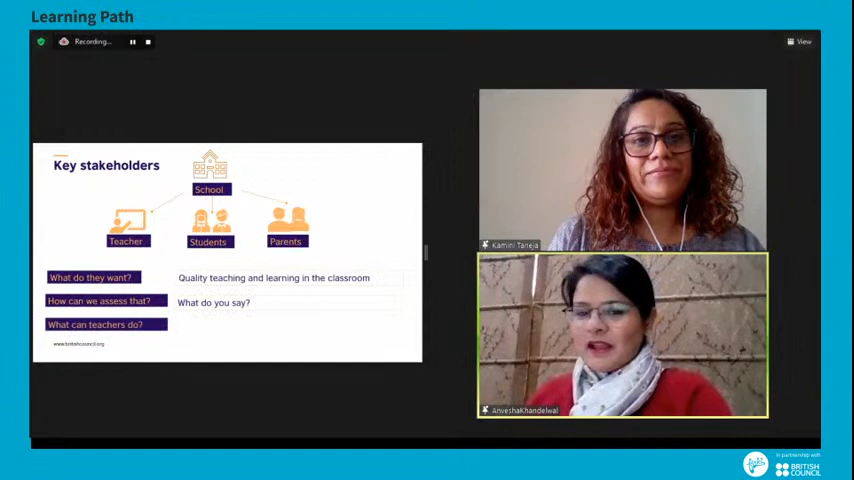 Learning Path
Recording...
View
Key stakeholders
School
Teacher
Students
Parents
What do they want?
Quality teaching and learning in the classroom
How can we assess that?
What do you say?
What can teachers do?
www.britishcouncil.org
Kamini Taneja
AnveshaKhandelwal
In partnership with
BRITISH
COUNCIL